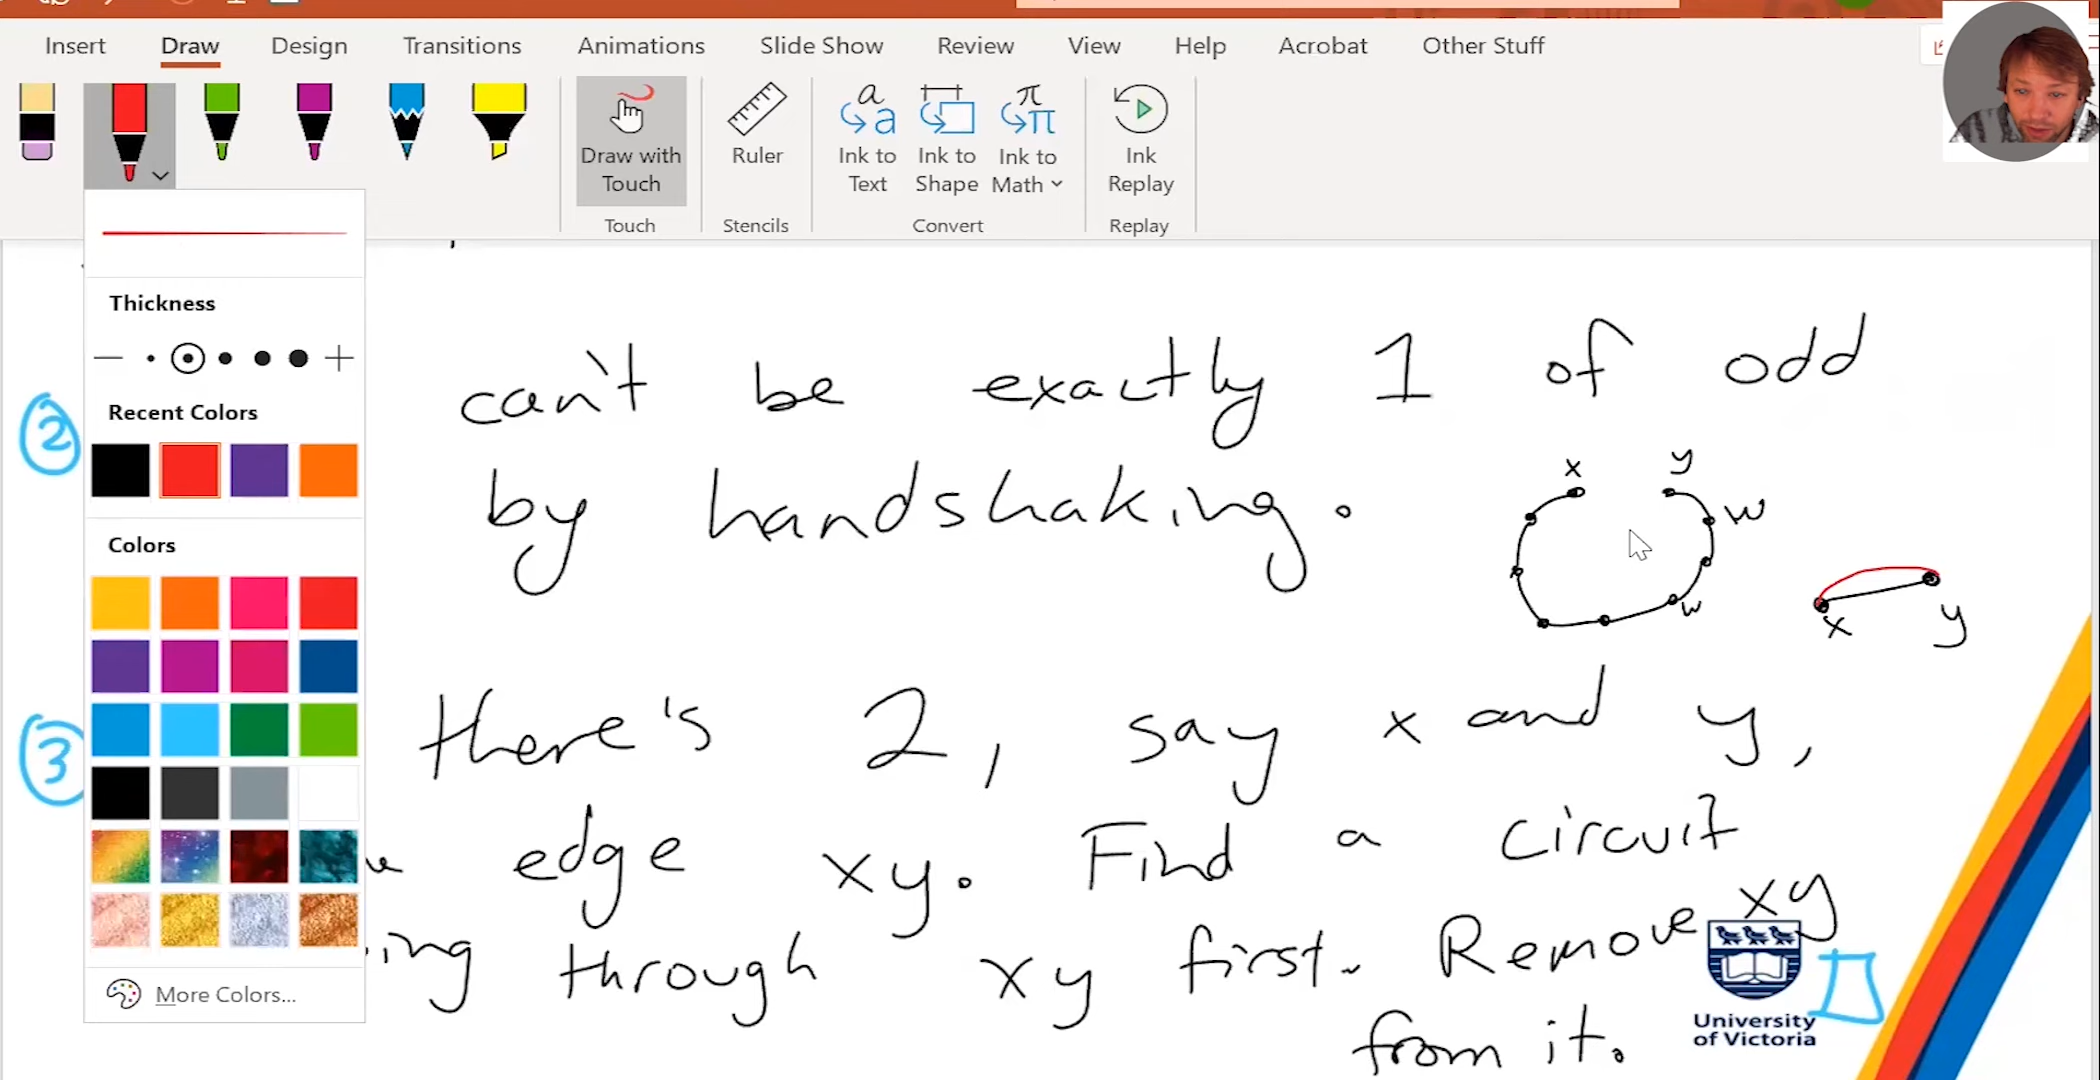 Insert Draw Design Transitions Animations Slide Show Review View Help Acrobat Other Stuff
Draw with Touch
Ruler
Ink to Text
Ink to Shape
Ink to Math
Ink Replay
Touch
Stencils
Convert
Replay
Thickness
Recent Colors
Colors
More Colors...
② can't be exactly 1 of odd
by handshaking.
x y
w
w
x y
③ there's 2, say x and y,
edge xy. Find a circuit
ing through xy first. Remove xy
from it.
University
of Victoria